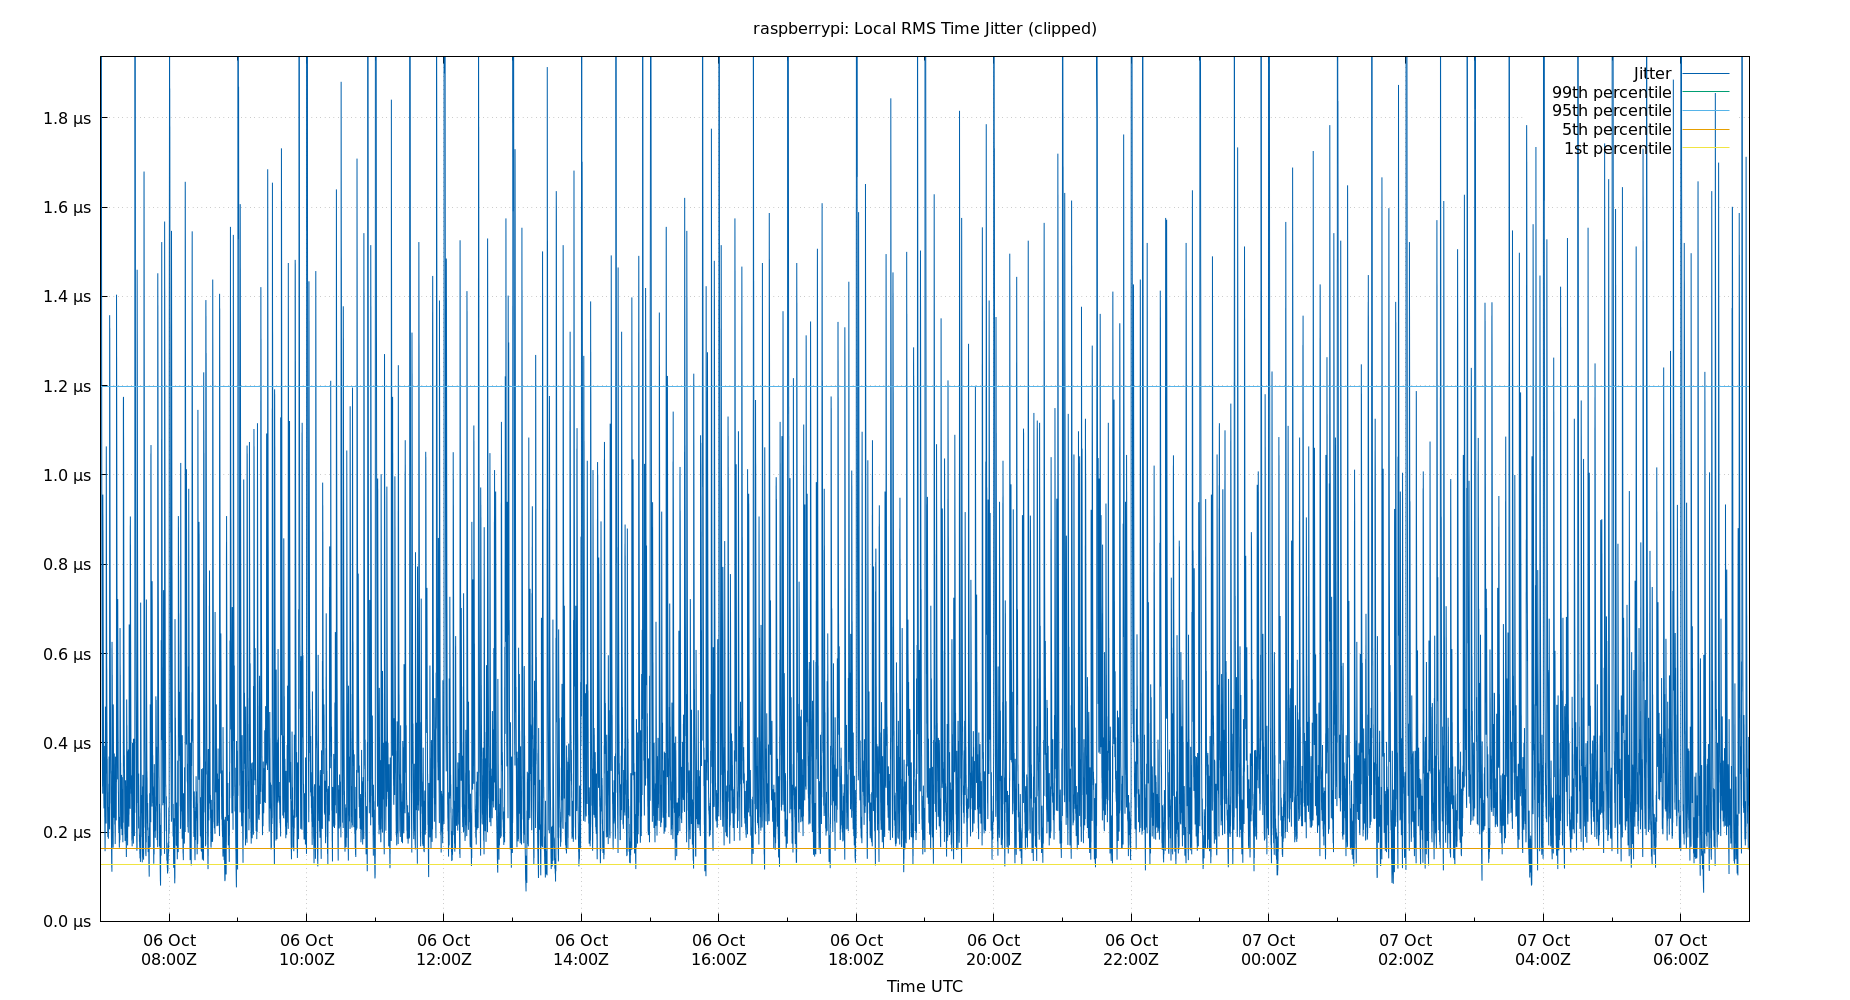 raspberrypi: Local RMS Time Jitter (clipped)
Jitter
99th percentile
95th percentile
5th percentile
1st percentile
1.8 μs
1.6 μs
1.4 μs
1.2 μs
1.0 μs
0.8 μs
0.6 μs
0.4 μs
0.2 μs
0.0 μs
06 Oct 06 Oct 06 Oct 06 Oct 06 Oct 06 Oct 06 Oct 06 Oct 07 Oct 07 Oct 07 Oct 07 Oct
08:00Z 10:00Z 12:00Z 14:00Z 16:00Z 18:00Z 20:00Z 22:00Z 00:00Z 02:00Z 04:00Z 06:00Z
Time UTC